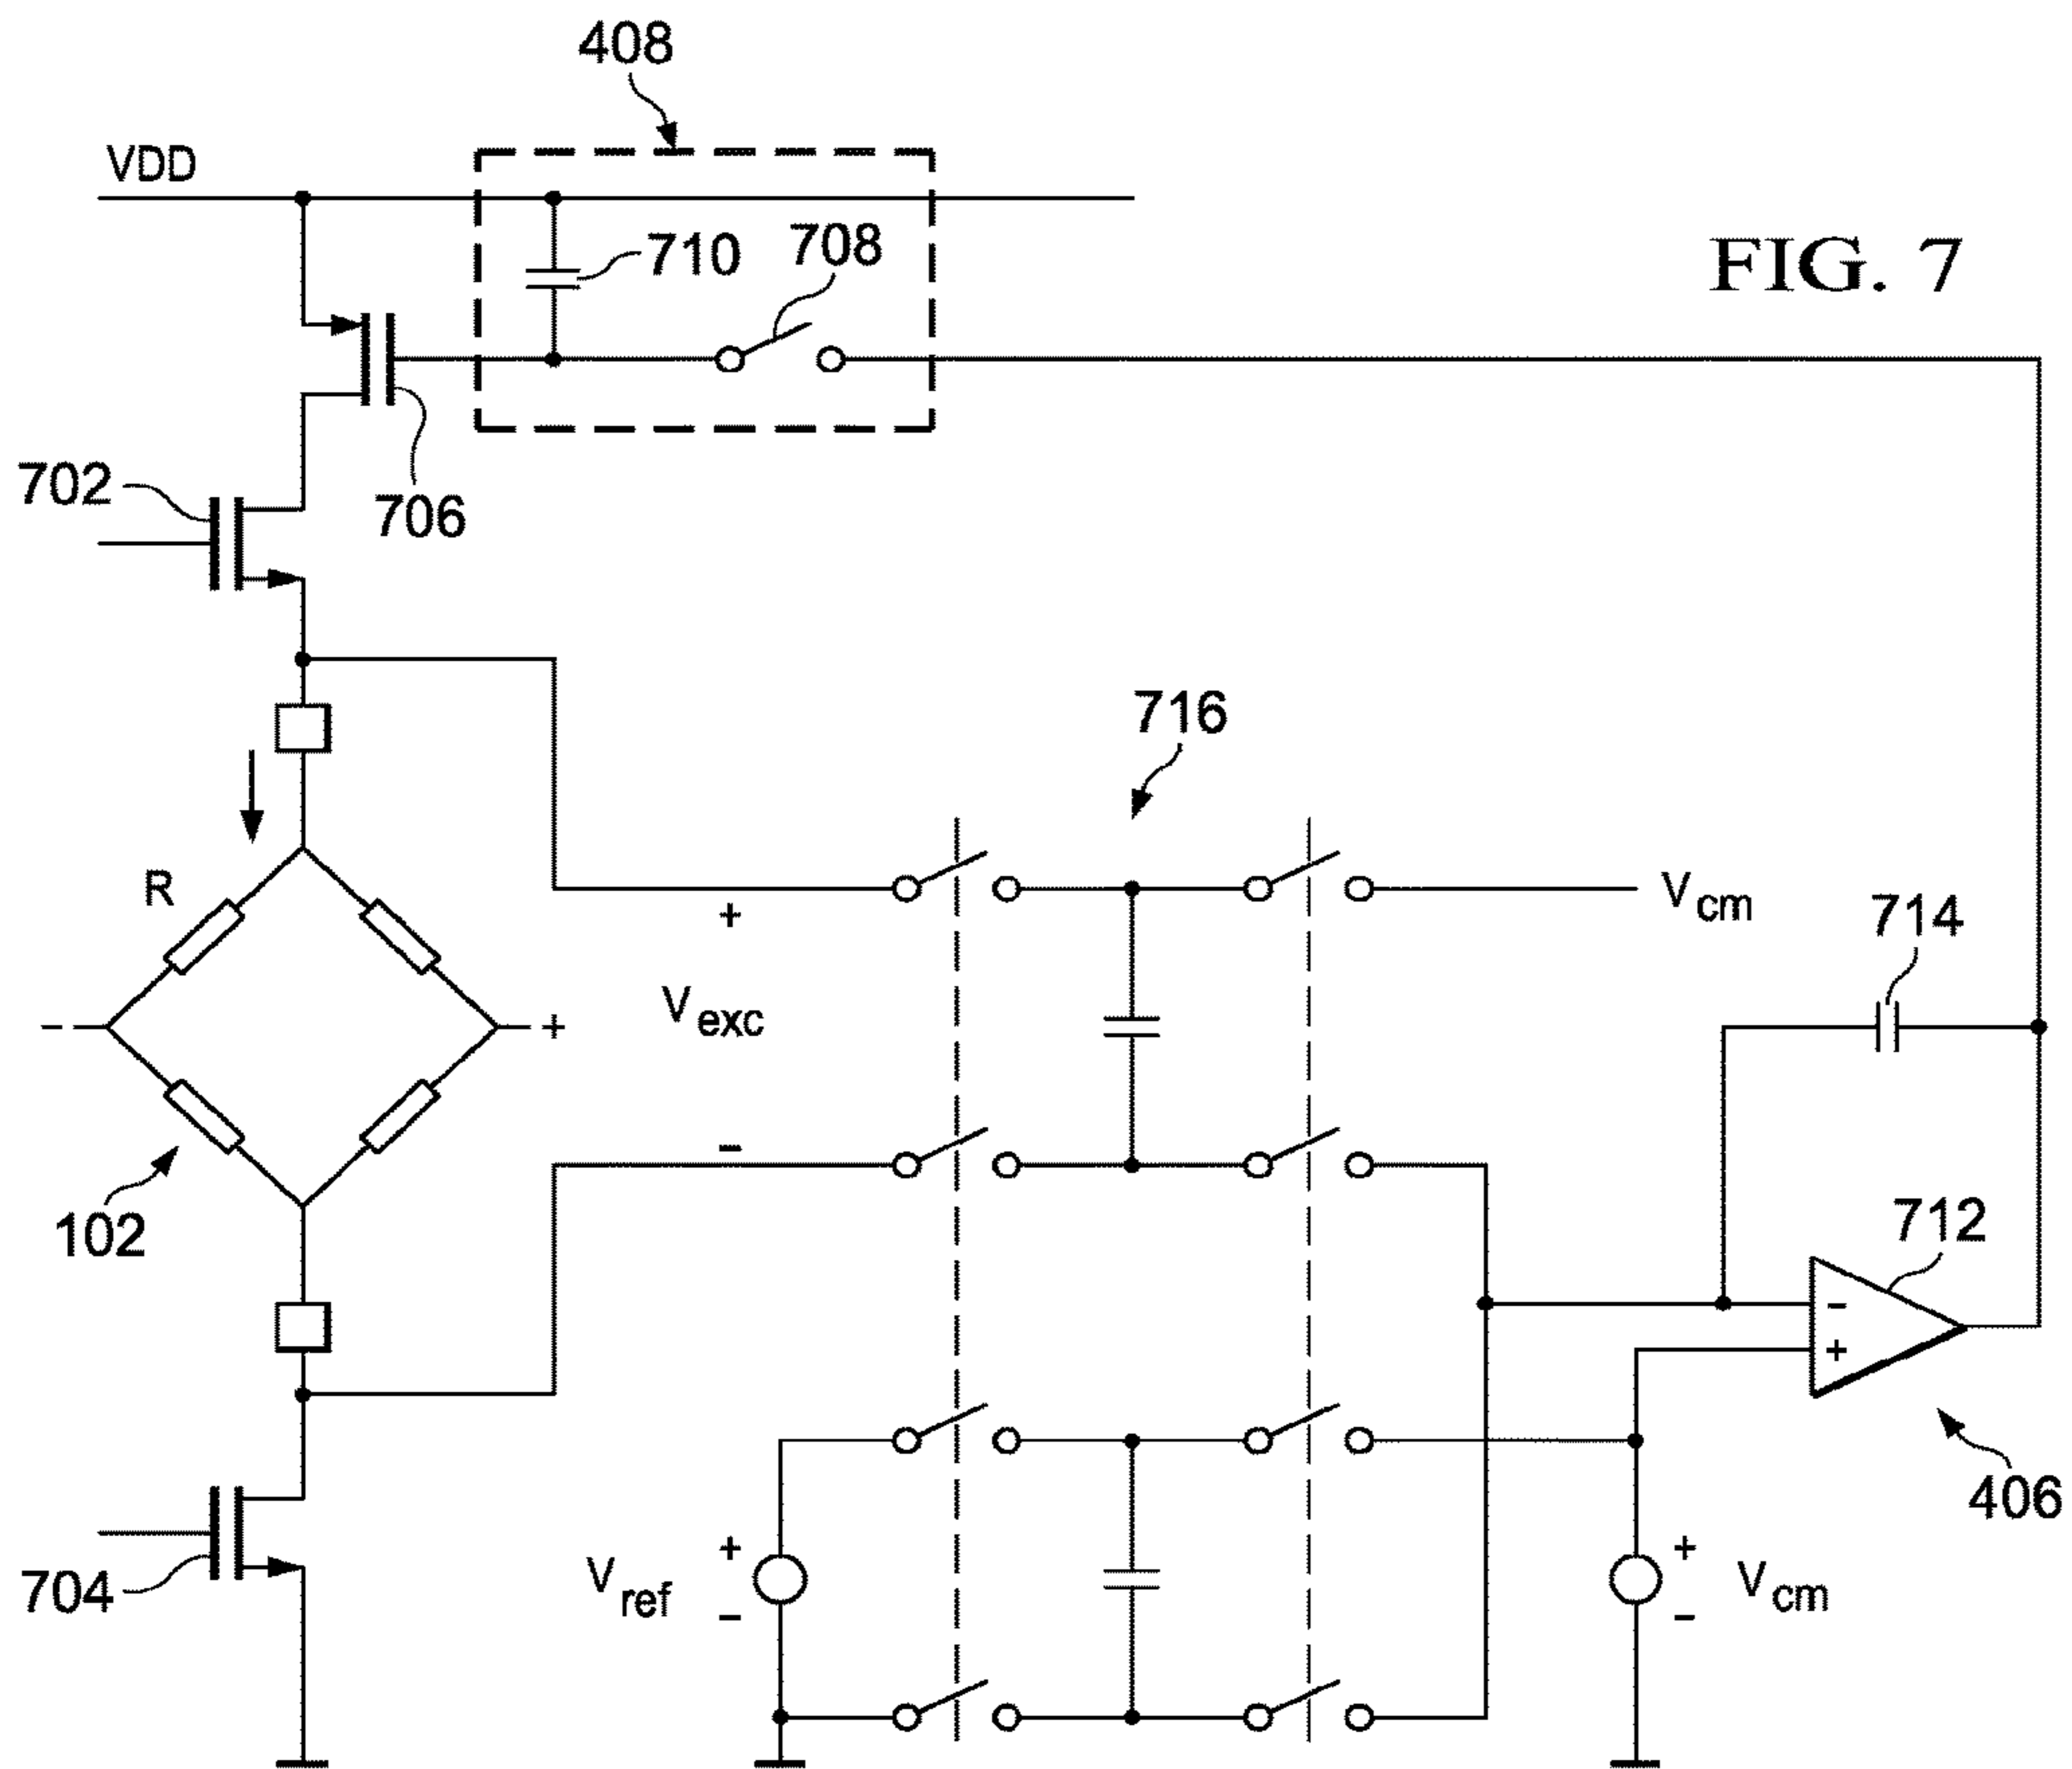 408
VDD
710
708
FIG. 7
702
706
716
R
+
Vcm
714
Vexc
- +
-
102
712
-
+
406
704
Vref
+
-
+
-
Vcm